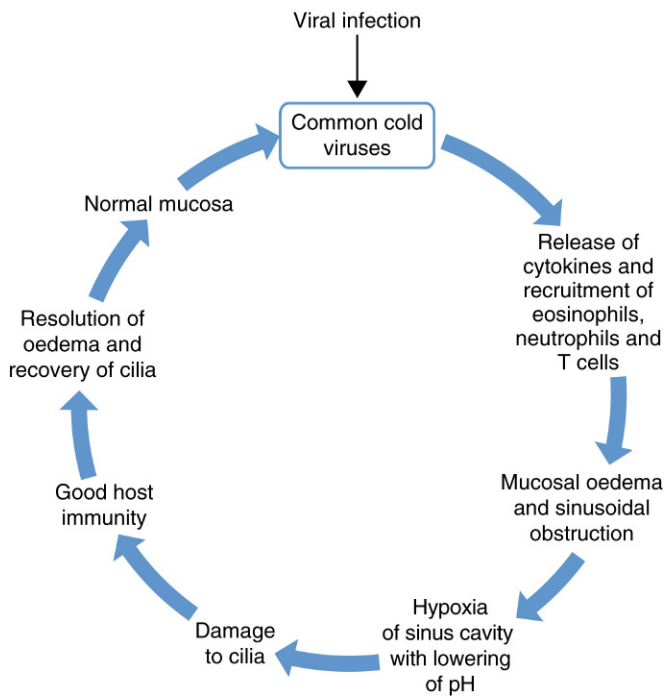 Viral infection
Common cold
viruses
Release of
cytokines and
recruitment of
eosinophils,
neutrophils and
T cells
Mucosal oedema
and sinusoidal
obstruction
Hypoxia
of sinus cavity
with lowering
of pH
Damage
to cilia
Good host
immunity
Resolution of
oedema and
recovery of cilia
Normal mucosa